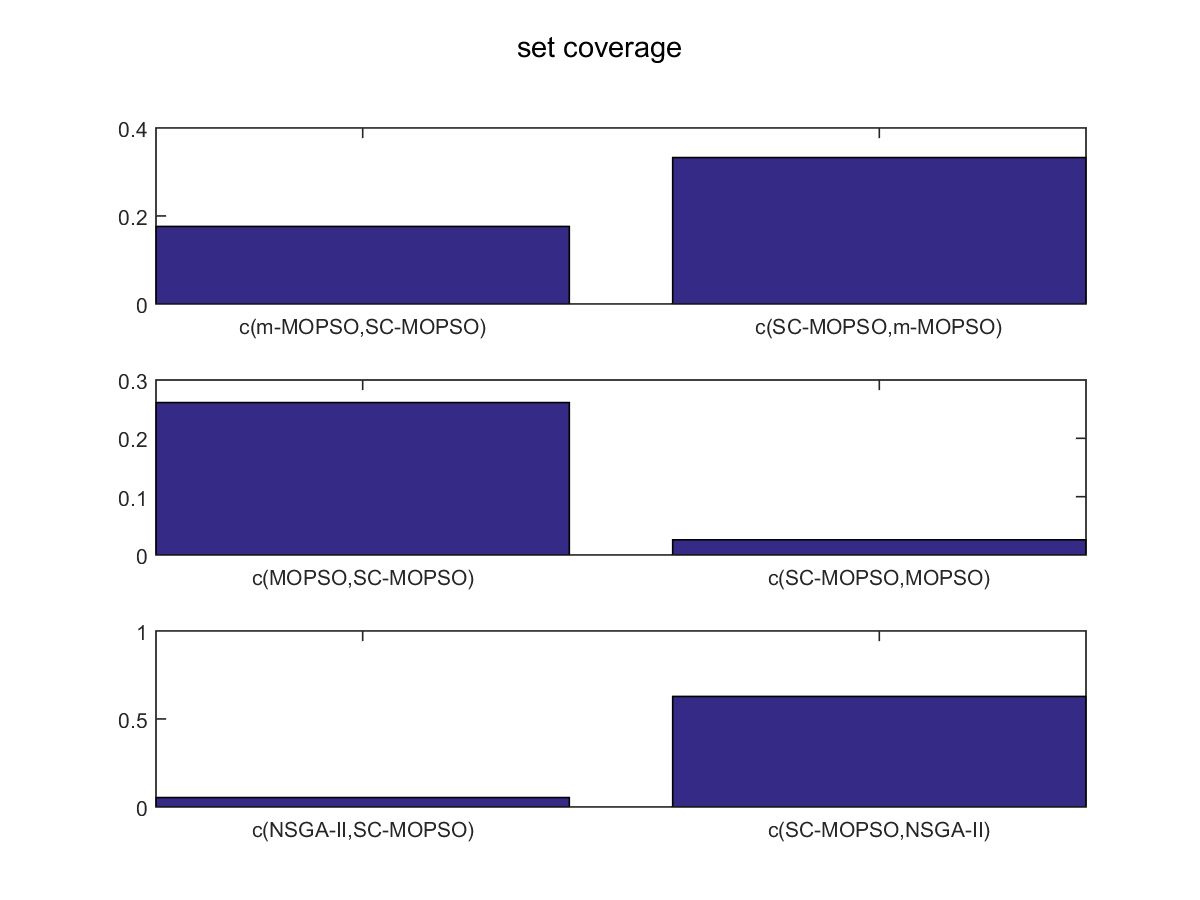 set coverage
0.4
0.2
0
c(m-MOPSO,SC-MOPSO) c(SC-MOPSO,m-MOPSO)
0.3
0.2
0.1
0
c(MOPSO,SC-MOPSO) c(SC-MOPSO,MOPSO)
1
0.5
0
c(NSGA-II,SC-MOPSO) c(SC-MOPSO,NSGA-II)